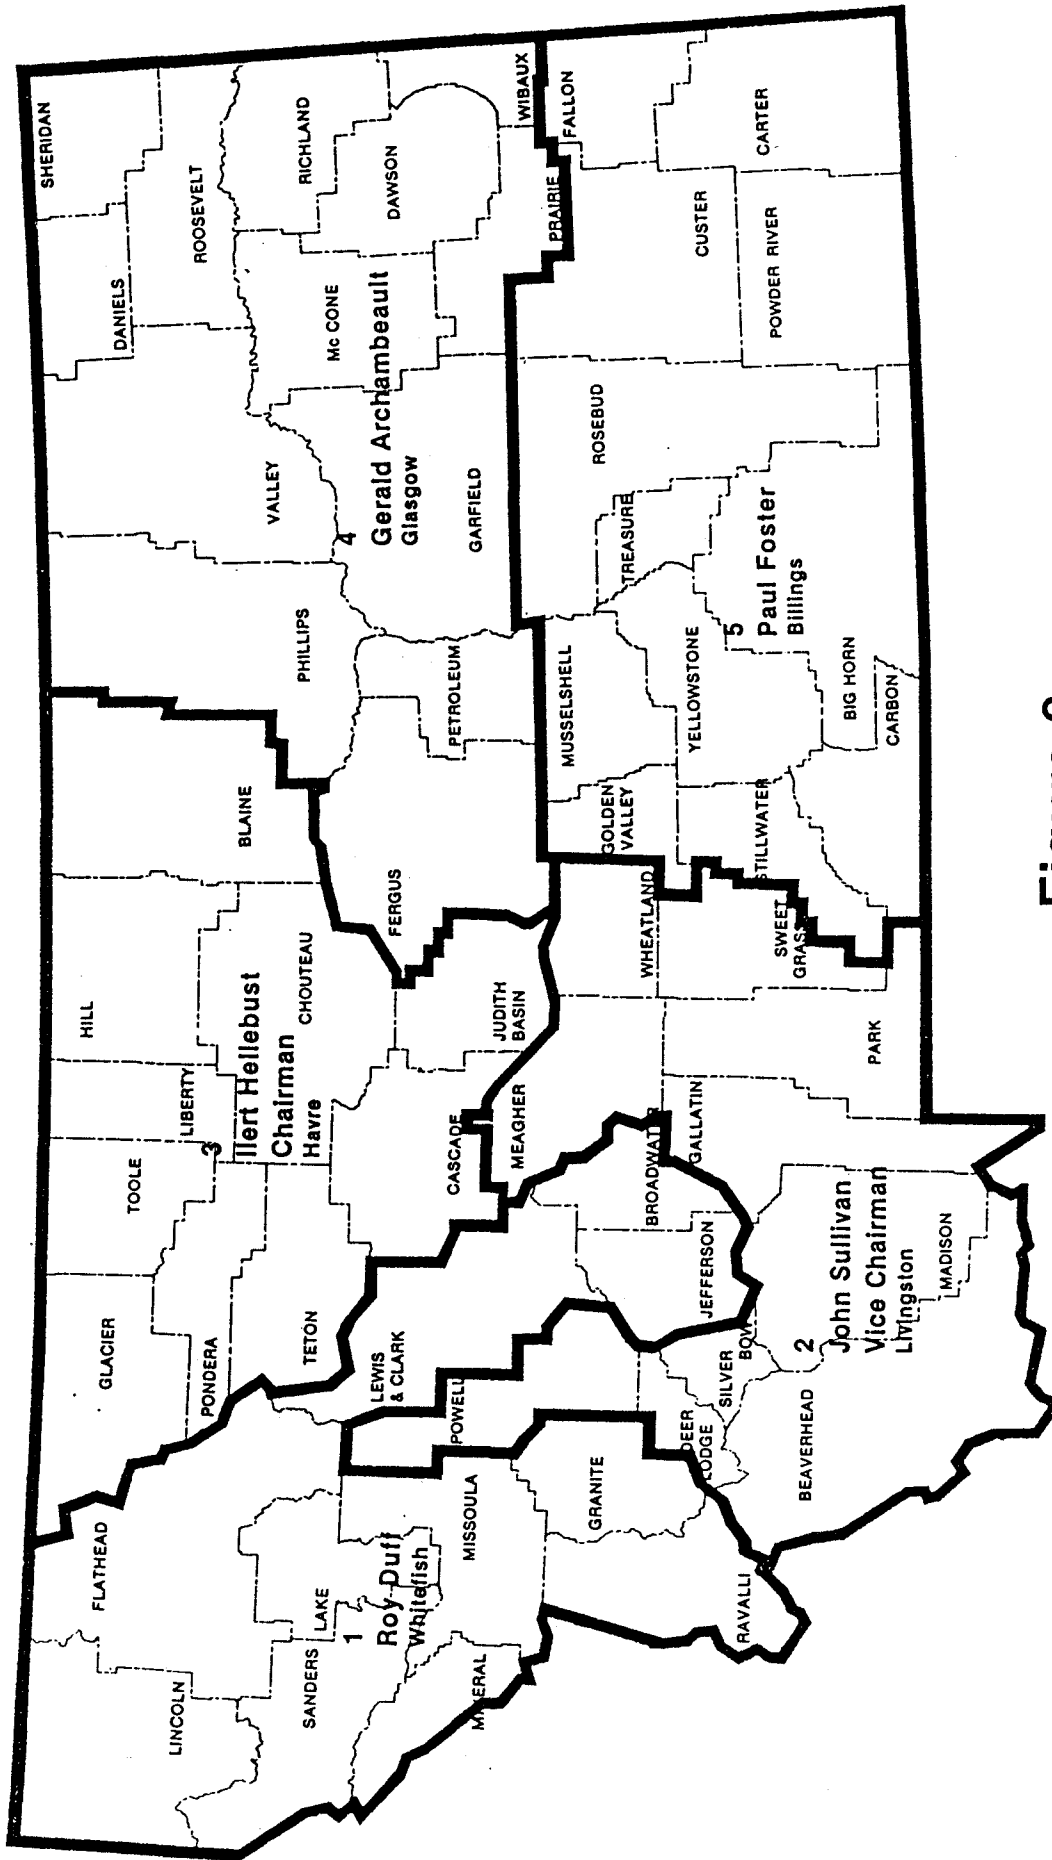 LINCOLN
FLATHEAD
GLACIER
TOOLE
LIBERTY
HILL
BLAINE
PHILLIPS
VALLEY
DANIELS
SHERIDAN
ROOSEVELT
SANDERS
LAKE
PONDERA
TETON
CHOUTEAU
RICHLAND
Mc CONE
DAWSON
3
Ilert Hellebust
Chairman
Havre
1
Roy Duff
Whitefish
4
Gerald Archambeault
Glasgow
MINERAL
MISSOULA
POWELL
LEWIS
& CLARK
CASCADE
JUDITH
BASIN
FERGUS
PETROLEUM
GARFIELD
PRAIRIE
WIBAUX
GRANITE
MEAGHER
BROADWATER
WHEATLAND
GOLDEN
VALLEY
MUSSELSHELL
TREASURE
ROSEBUD
CUSTER
FALLON
RAVALLI
DEER
LODGE
SILVER
BOW
JEFFERSON
GALLATIN
PARK
SWEET
GRASS
STILLWATER
YELLOWSTONE
BIG HORN
CARBON
POWDER RIVER
CARTER
BEAVERHEAD
MADISON
2
John Sullivan
Vice Chairman
Livingston
5
Paul Foster
Billings